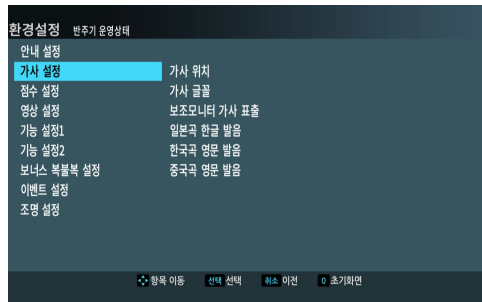 환경설정 반주기 운영상태
안내 설정
가사 설정 가사 위치
점수 설정 가사 글꼴
영상 설정 보조모니터 가사 표출
기능 설정1 일본곡 한글 발음
기능 설정2 한국곡 영문 발음
보너스 복불복 설정 중국곡 영문 발음
이벤트 설정
조명 설정
항목 이동 선택 선택 취소 이전 0 초기화면